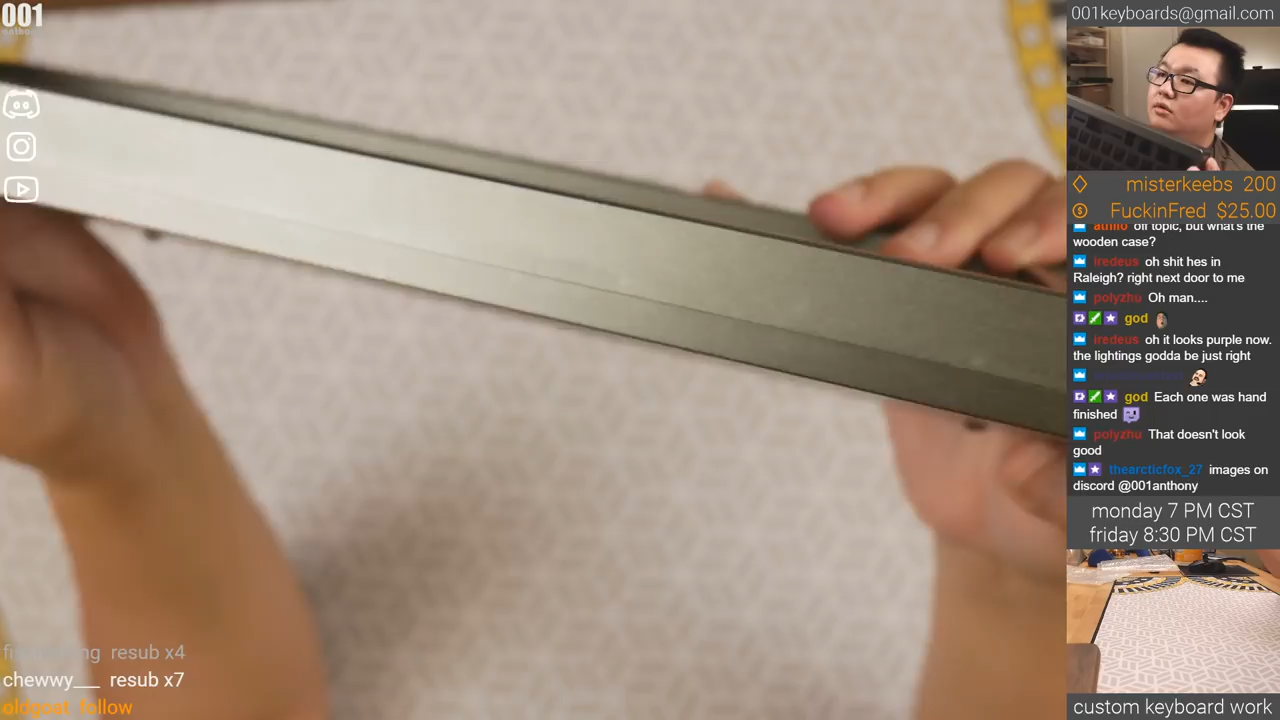 001
001keyboards@gmail.com
misterkeebs 200
FuckinFred $25.00
off topic, but what's the
wooden case?
iredeus oh shit hes in
Raleigh? right next door to me
polyzhu Oh man....
god
iredeus oh it looks purple now.
the lightings godda be just right
god Each one was hand
finished
polyzhu That doesn't look
good
thearcticfox_27 images on
discord @001anthony
monday 7 PM CST
friday 8:30 PM CST
resub x4
chewwy___ resub x7
oldgoat follow
custom keyboard work